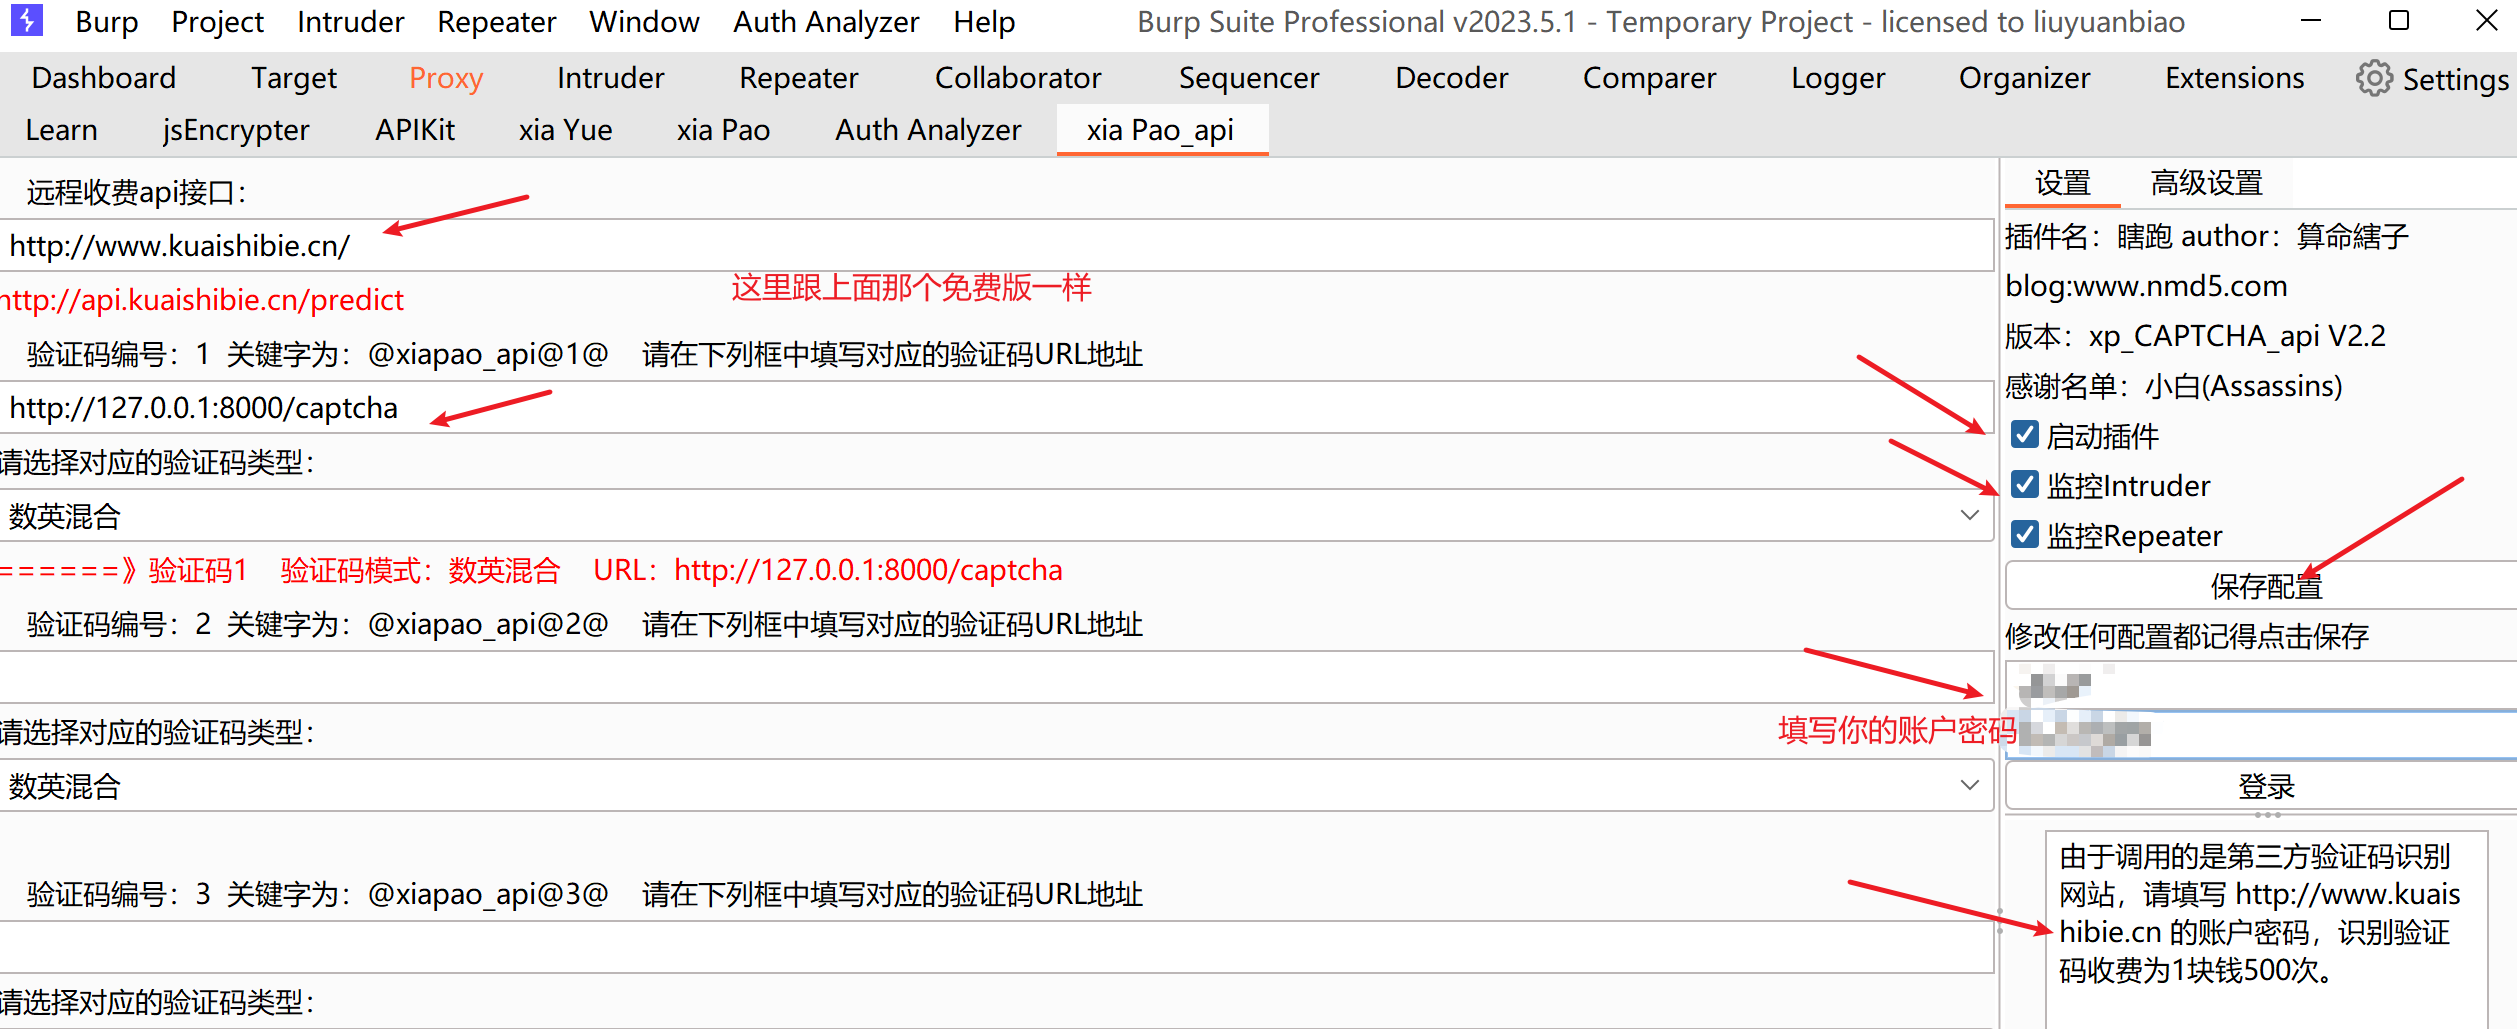 Burp Project Intruder Repeater Window Auth Analyzer Help Burp Suite Professional v2023.5.1 - Temporary Project - licensed to liuyuanbiao
Dashboard Target Proxy Intruder Repeater Collaborator Sequencer Decoder Comparer Logger Organizer Extensions Settings
Learn jsEncrypter APIKit xia Yue xia Pao Auth Analyzer xia Pao_api
远程收费api接口：
http://www.kuaishibie.cn/
这里跟上面那个免费版一样
http://api.kuaishibie.cn/predict
验证码编号：1 关键字为：@xiapao_api@1@ 请在下列框中填写对应的验证码URL地址
http://127.0.0.1:8000/captcha
请选择对应的验证码类型：
数英混合
======》验证码1 验证码模式：数英混合 URL：http://127.0.0.1:8000/captcha
验证码编号：2 关键字为：@xiapao_api@2@ 请在下列框中填写对应的验证码URL地址
请选择对应的验证码类型：
数英混合
验证码编号：3 关键字为：@xiapao_api@3@ 请在下列框中填写对应的验证码URL地址
请选择对应的验证码类型：
设置 高级设置
插件名：瞎跑 author：算命縖子
blog:www.nmd5.com
版本：xp_CAPTCHA_api V2.2
感谢名单：小白(Assassins)
启动插件
监控Intruder
监控Repeater
保存配置
修改任何配置都记得点击保存
填写你的账户密码
登录
由于调用的是第三方验证码识别
网站，请填写 http://www.kuais
hibie.cn 的账户密码，识别验证
码收费为1块钱500次。